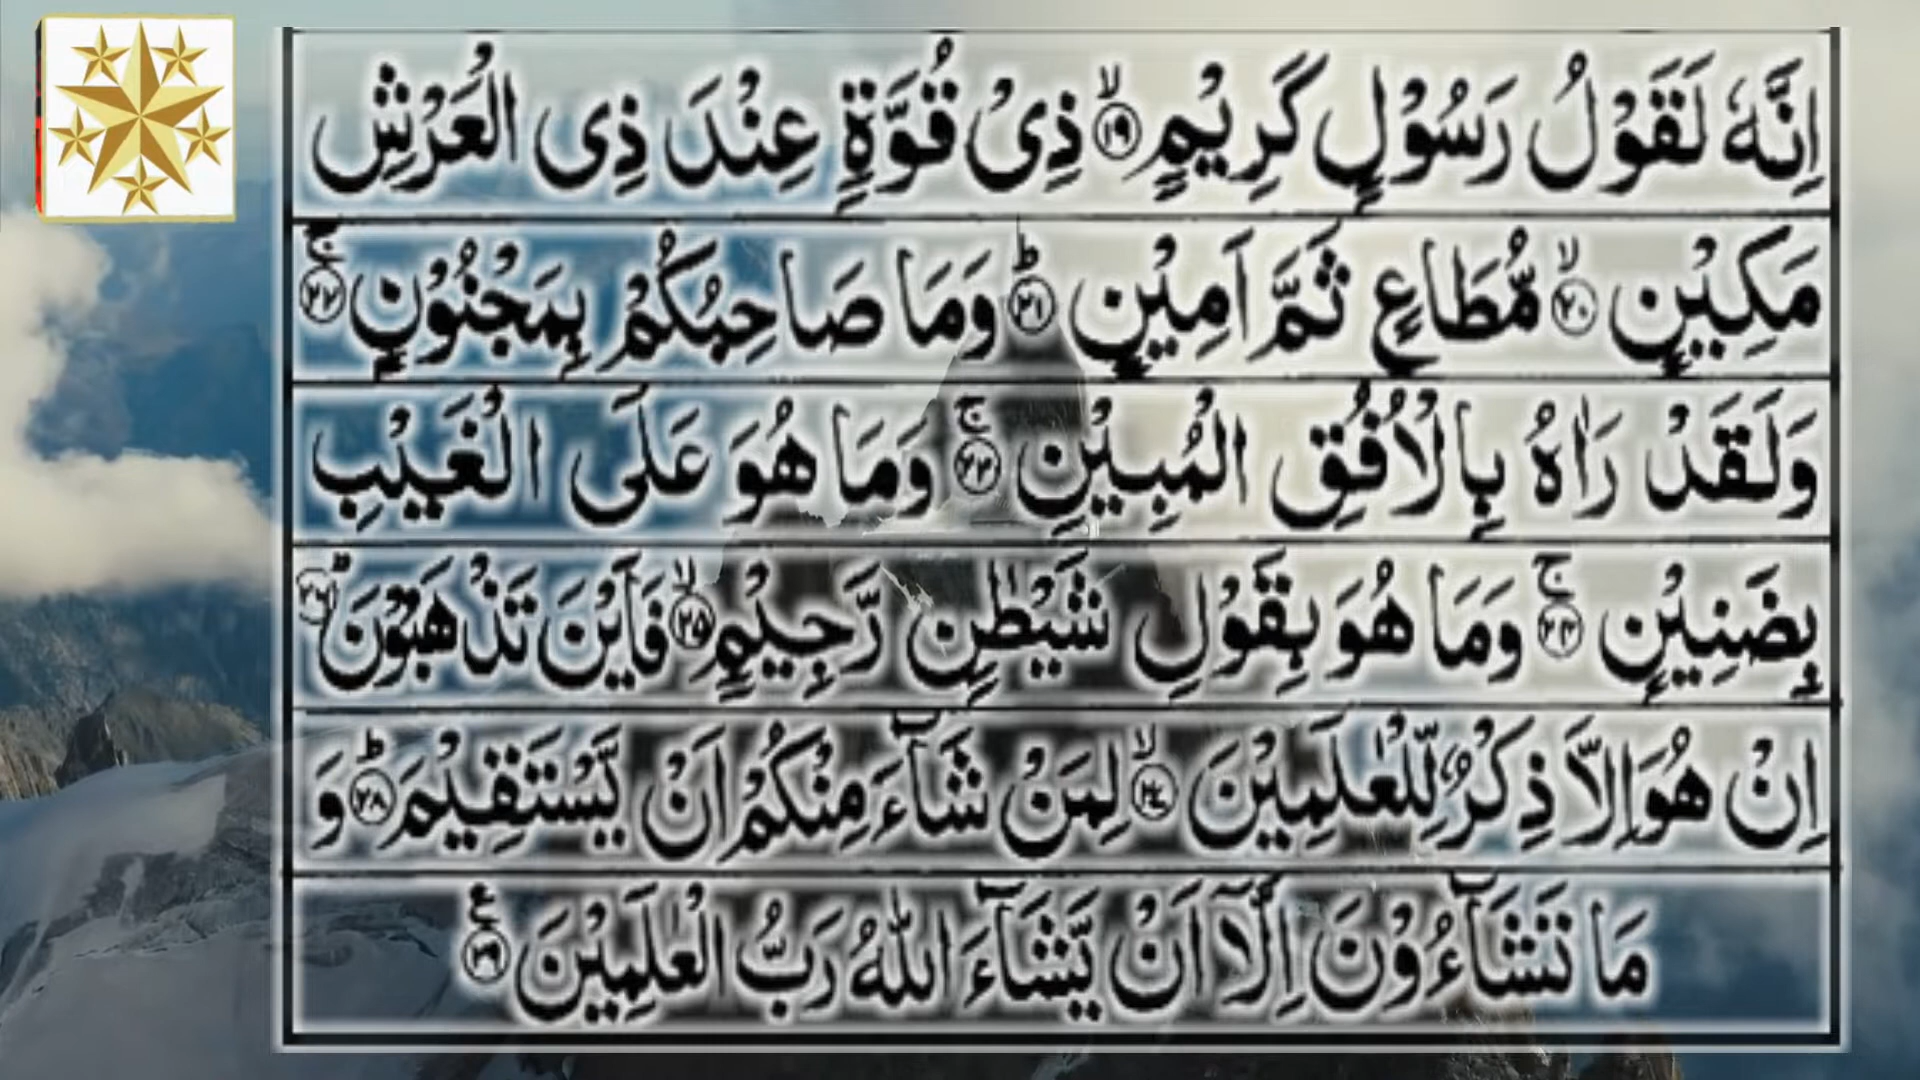 اِنَّهٗ لَقَوْلُ رَسُوْلٍ كَرِيْمٍ ۙ‏﴿۱۹﴾ ذِىْ قُوَّةٍ عِنْدَ ذِى الْعَرْشِ
مَكِيْنٍ ۙ‏﴿۲۰﴾ مُّطَاعٍ ثَمَّ اَمِيْنٍ ؕ‏﴿۲۱﴾ وَمَا صَاحِبُكُمْ بِمَجْنُوْنٍ ۚ‏﴿۲۲﴾
وَلَقَدْ رَاٰهُ بِالْاُفُقِ الْمُبِيْنِ ۚ‏﴿۲۳﴾ وَمَا هُوَ عَلَى الْغَيْبِ
بِضَنِيْنٍ ۚ‏﴿۲۴﴾ وَمَا هُوَ بِقَوْلِ شَيْطٰنٍ رَّجِيْمٍ ۙ‏﴿۲۵﴾ فَاَيْنَ تَذْهَبُوْنَ ؕ‏﴿۲۶﴾
اِنْ هُوَ اِلَّا ذِكْرٌ لِّلْعٰلَمِيْنَ ۙ‏﴿۲۷﴾ لِمَنْ شَآءَ مِنْكُمْ اَنْ يَّسْتَقِيْمَ ؕ‏﴿۲۸﴾ وَ
مَا تَشَآءُوْنَ اِلَّاۤ اَنْ يَّشَآءَ اللّٰهُ رَبُّ الْعٰلَمِيْنَ ﴿۲۹﴾ ع